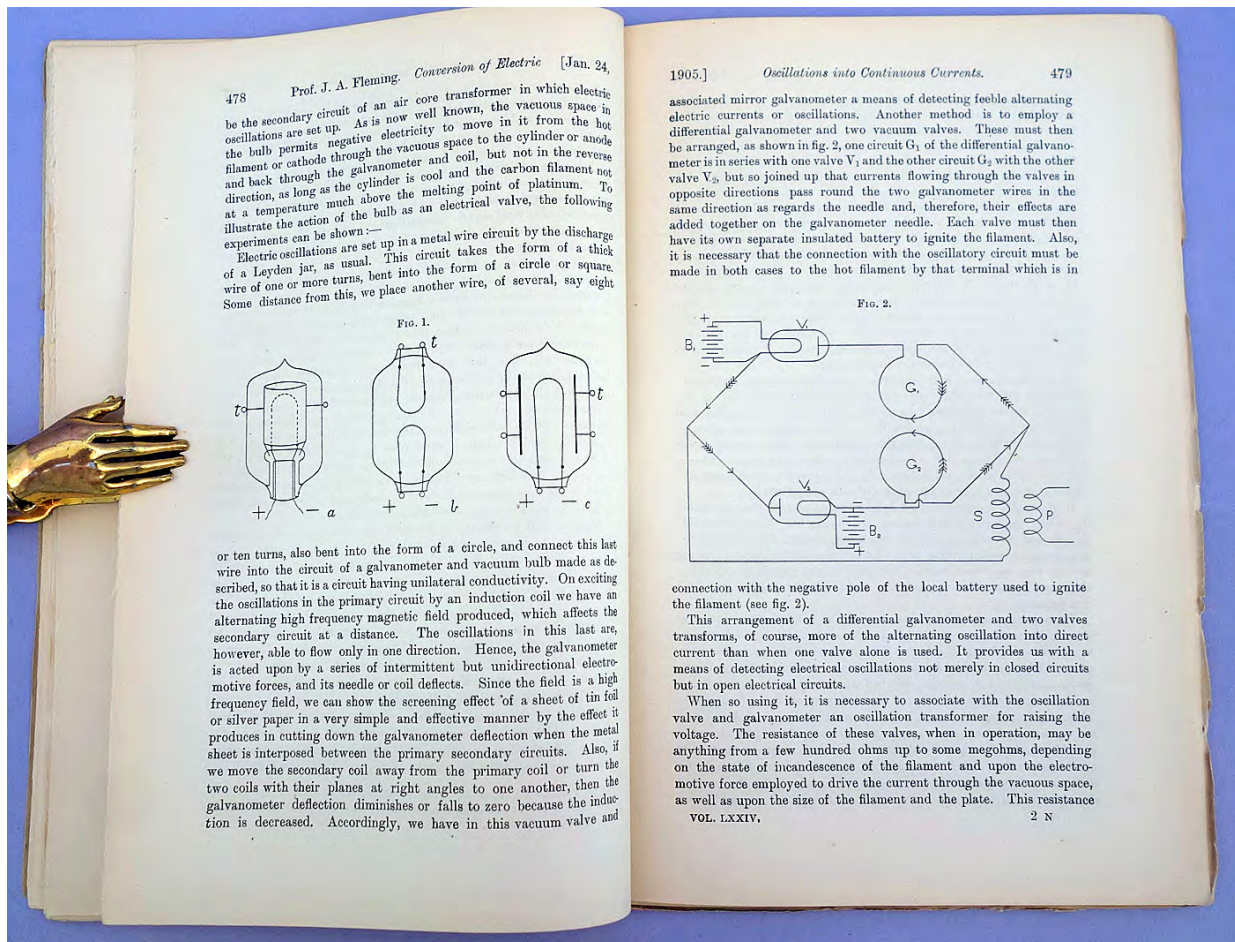 478 Prof. J. A. Fleming. Conversion of Electric [Jan. 24,
be the secondary circuit of an air core transformer in which electric
oscillations are set up. As is now well known, the vacuous space in
the bulb permits negative electricity to move in it from the hot
filament or cathode through the vacuous space to the cylinder or anode
and back through the galvanometer and coil, but not in the reverse
direction, as long as the cylinder is cool and the carbon filament not
at a temperature much above the melting point of platinum. To
illustrate the action of the bulb as an electrical valve, the following
experiments can be shown :—
Electric oscillations are set up in a metal wire circuit by the discharge
of a Leyden jar, as usual. This circuit takes the form of a thick
wire of one or more turns, bent into the form of a circle or square.
Some distance from this, we place another wire, of several, say eight
FIG. 1.
t
t
t
+ — a
+ — b
+ — c
or ten turns, also bent into the form of a circle, and connect this last
wire into the circuit of a galvanometer and vacuum bulb made as de-
scribed, so that it is a circuit having unilateral conductivity. On exciting
the oscillations in the primary circuit by an induction coil we have an
alternating high frequency magnetic field produced, which affects the
secondary circuit at a distance. The oscillations in this last are,
however, able to flow only in one direction. Hence, the galvanometer
is acted upon by a series of intermittent but unidirectional electro-
motive forces, and its needle or coil deflects. Since the field is a high
frequency field, we can show the screening effect of a sheet of tin foil
or silver paper in a very simple and effective manner by the effect it
produces in cutting down the galvanometer deflection when the metal
sheet is interposed between the primary secondary circuits. Also, if
we move the secondary coil away from the primary coil or turn the
two coils with their planes at right angles to one another, then the
galvanometer deflection diminishes or falls to zero because the induc-
tion is decreased. Accordingly, we have in this vacuum valve and
1905.] Oscillations into Continuous Currents. 479
associated mirror galvanometer a means of detecting feeble alternating
electric currents or oscillations. Another method is to employ a
differential galvanometer and two vacuum valves. These must then
be arranged, as shown in fig. 2, one circuit G₁ of the differential galvano-
meter is in series with one valve V₁ and the other circuit G₂ with the other
valve V₂, but so joined up that currents flowing through the valves in
opposite directions pass round the two galvanometer wires in the
same direction as regards the needle and, therefore, their effects are
added together on the galvanometer needle. Each valve must then
have its own separate insulated battery to ignite the filament. Also,
it is necessary that the connection with the oscillatory circuit must be
made in both cases to the hot filament by that terminal which is in
FIG. 2.
+
V₁
B₁
—
G₁
G₂
V₂
B₂
+
S
P
connection with the negative pole of the local battery used to ignite
the filament (see fig. 2).
This arrangement of a differential galvanometer and two valves
transforms, of course, more of the alternating oscillation into direct
current than when one valve alone is used. It provides us with a
means of detecting electrical oscillations not merely in closed circuits
but in open electrical circuits.
When so using it, it is necessary to associate with the oscillation
valve and galvanometer an oscillation transformer for raising the
voltage. The resistance of these valves, when in operation, may be
anything from a few hundred ohms up to some megohms, depending
on the state of incandescence of the filament and upon the electro-
motive force employed to drive the current through the vacuous space,
as well as upon the size of the filament and the plate. This resistance
VOL. LXXIV. 2 N